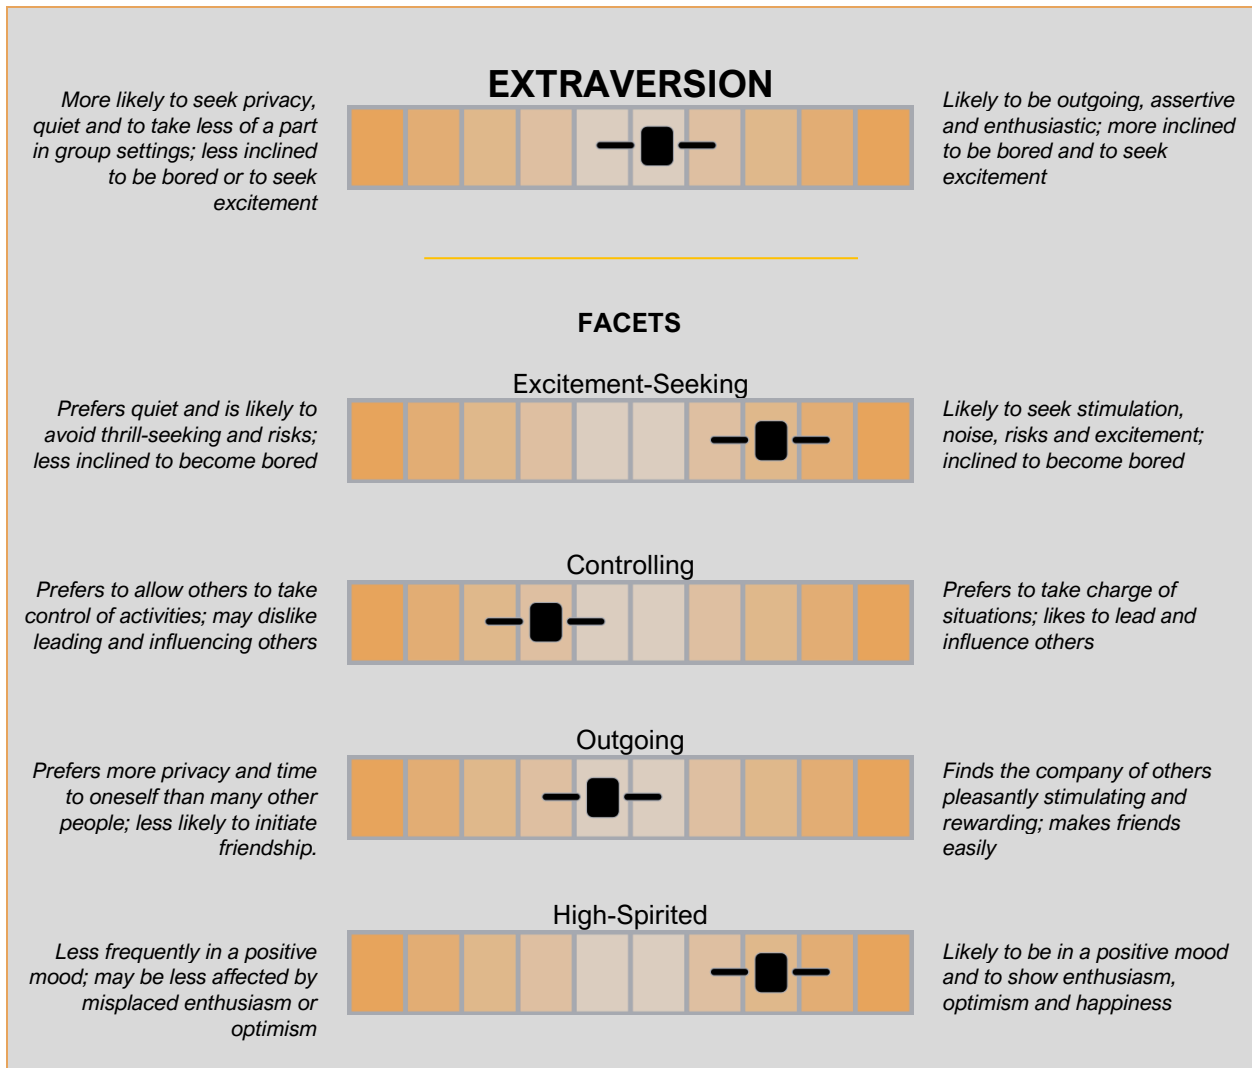 EXTRAVERSION
More likely to seek privacy,
quiet and to take less of a part
in group settings; less inclined
to be bored or to seek
excitement
Likely to be outgoing, assertive
and enthusiastic; more inclined
to be bored and to seek
excitement
FACETS
Excitement-Seeking
Prefers quiet and is likely to
avoid thrill-seeking and risks;
less inclined to become bored
Likely to seek stimulation,
noise, risks and excitement;
inclined to become bored
Controlling
Prefers to allow others to take
control of activities; may dislike
leading and influencing others
Prefers to take charge of
situations; likes to lead and
influence others
Outgoing
Prefers more privacy and time
to oneself than many other
people; less likely to initiate
friendship.
Finds the company of others
pleasantly stimulating and
rewarding; makes friends
easily
High-Spirited
Less frequently in a positive
mood; may be less affected by
misplaced enthusiasm or
optimism
Likely to be in a positive mood
and to show enthusiasm,
optimism and happiness